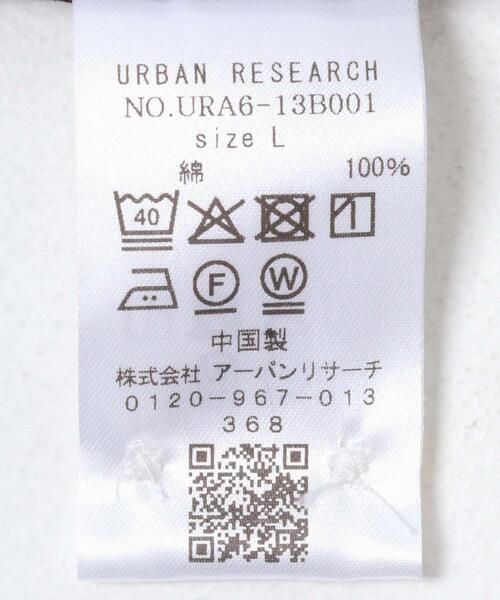 URBAN RESEARCH
NO.URA6-13B001
size L
綿 100%
40
F W
中国製
株式会社 アーバンリサーチ
0120-967-013
368